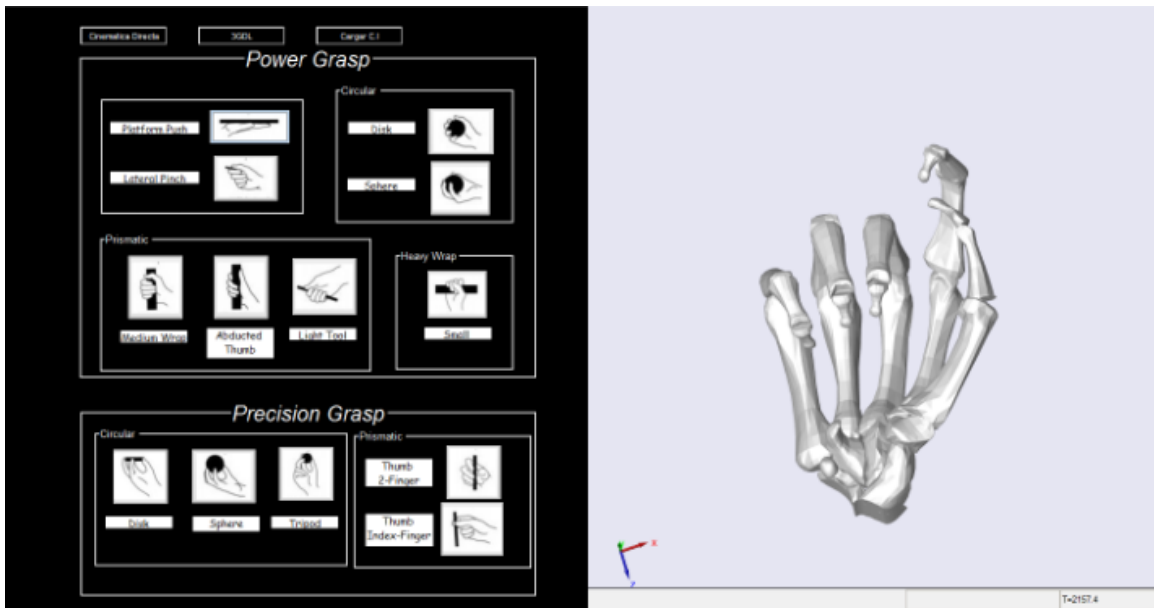 Cinematica Directa
3GDL
Cargar C.I
Power Grasp
Platform Push
Lateral Pinch
Circular
Disk
Sphere
Prismatic
Medium Wrap
Abducted
Thumb
Light Tool
Heavy Wrap
Small
Precision Grasp
Circular
Disk
Sphere
Tripod
Prismatic
Thumb
2-Finger
Thumb
Index-Finger
X
Z
T=2157.4